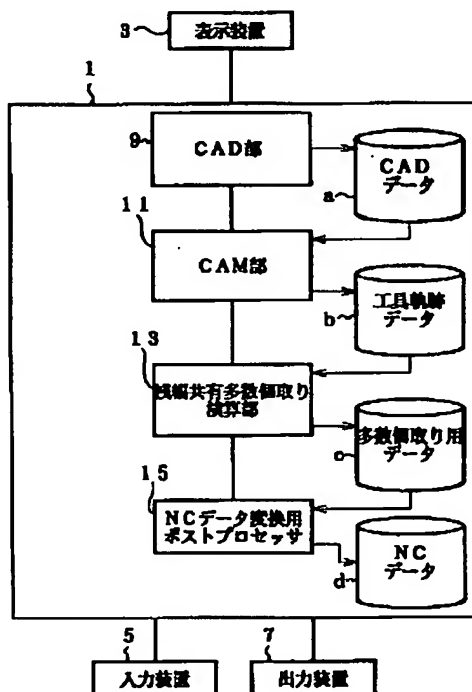 3
表示装置
1
9
CAD部
CAD
データ
a
11
CAM部
工具軌跡
データ
b
13
桟幅共有多数個取り
演算部
多数個取り用
データ
c
15
NCデータ変換用
ポストプロセッサ
NC
データ
d
5
入力装置
7
出力装置